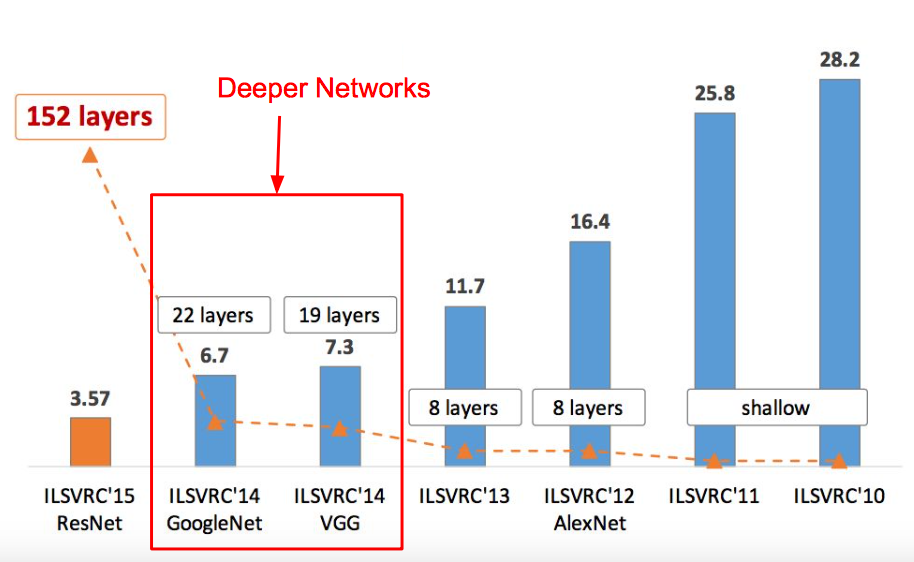 28.2
25.8
Deeper Networks
152 layers
16.4
11.7
22 layers
19 layers
7.3
6.7
3.57
8 layers
8 layers
shallow
ILSVRC'15
ResNet
ILSVRC'14
GoogleNet
ILSVRC'14
VGG
ILSVRC'13
ILSVRC'12
AlexNet
ILSVRC'11
ILSVRC'10